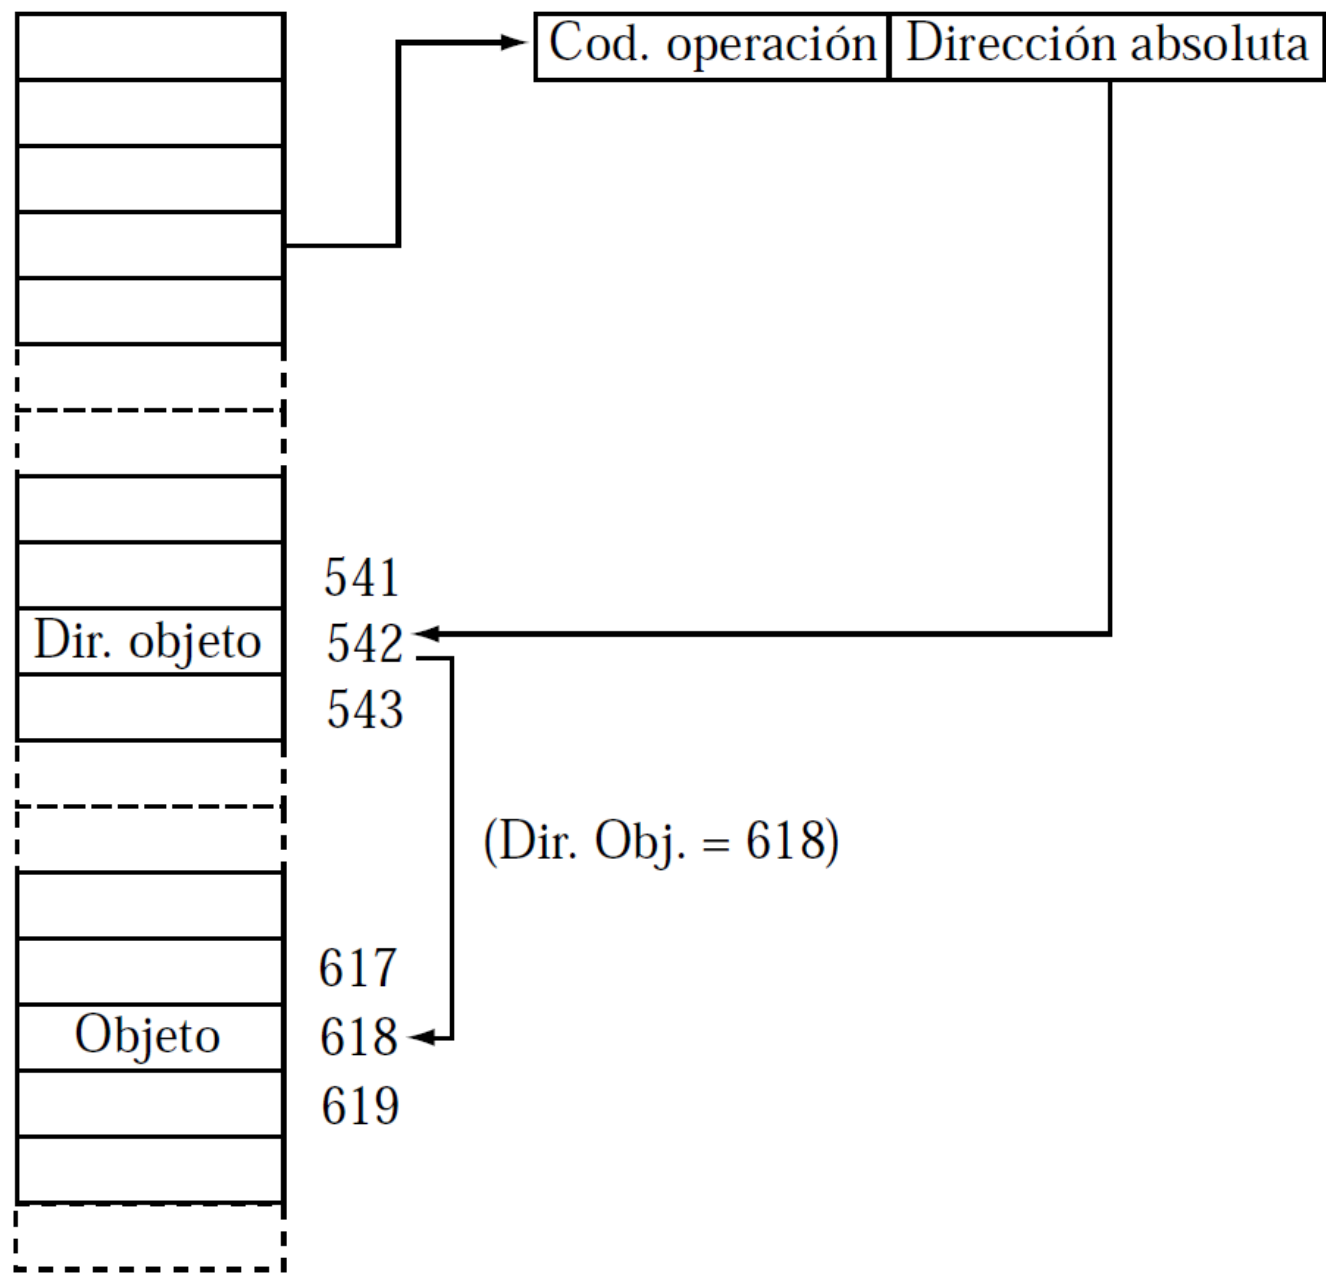 Cod. operación Dirección absoluta
541
Dir. objeto 542
543
(Dir. Obj. = 618)
617
Objeto 618
619